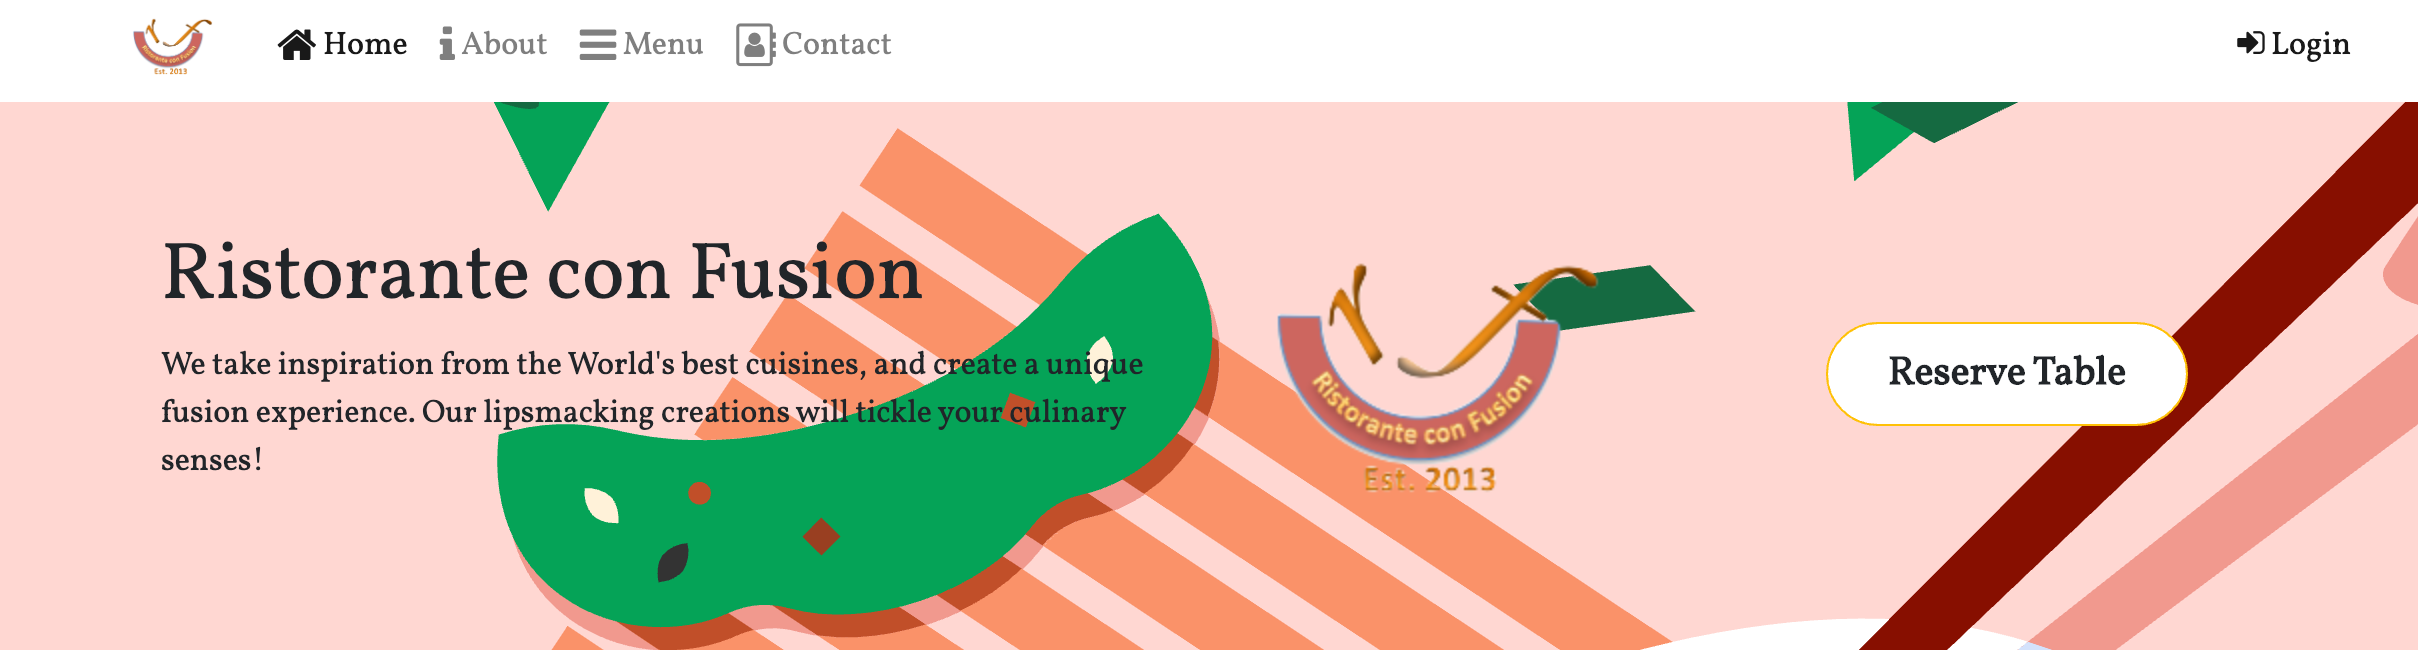 Ristorante con Fusion
Est. 2013
Home
About
Menu
Contact
Login
Ristorante con Fusion
We take inspiration from the World's best cuisines, and create a unique
fusion experience. Our lipsmacking creations will tickle your culinary
senses!
Ristorante con Fusion
Est. 2013
Reserve Table